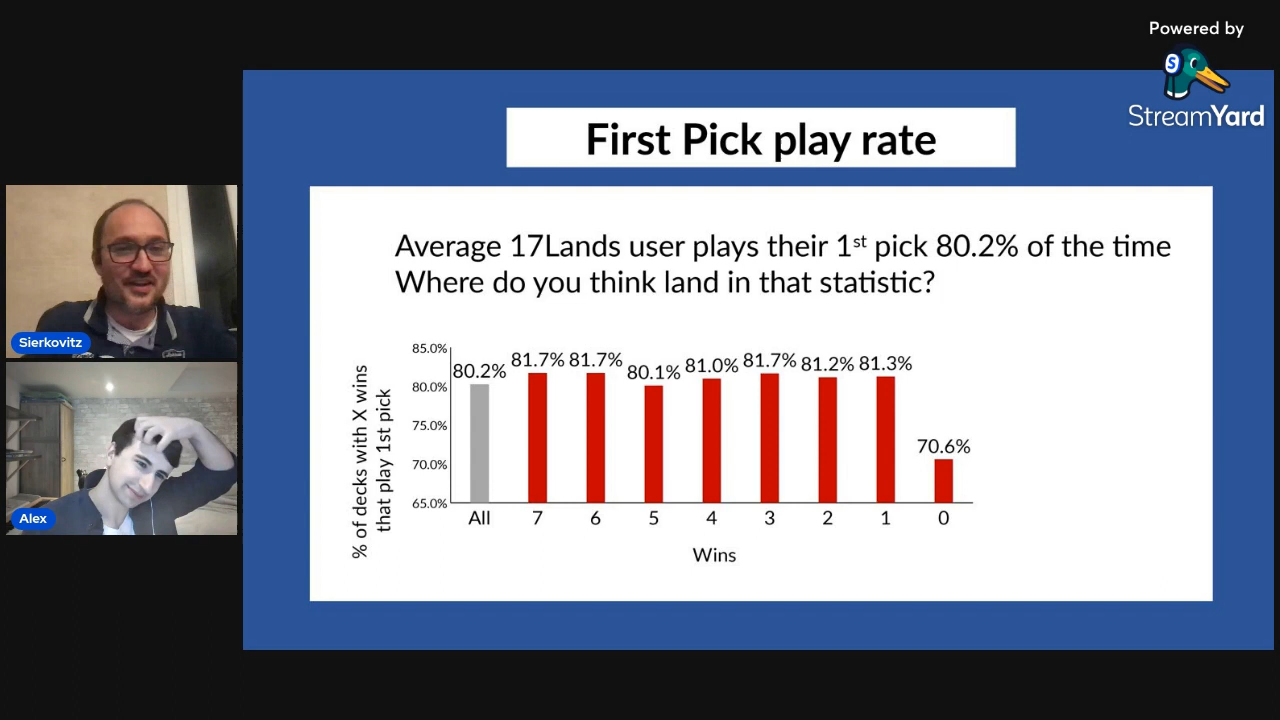 Powered by
StreamYard
First Pick play rate
Average 17Lands user plays their 1st pick 80.2% of the time
Where do you think land in that statistic?
% of decks with X wins
that play 1st pick
85.0%
80.0%
75.0%
70.0%
65.0%
80.2%
81.7%
81.7%
80.1%
81.0%
81.7%
81.2%
81.3%
70.6%
All 7 6 5 4 3 2 1 0
Wins
Sierkovitz
Alex